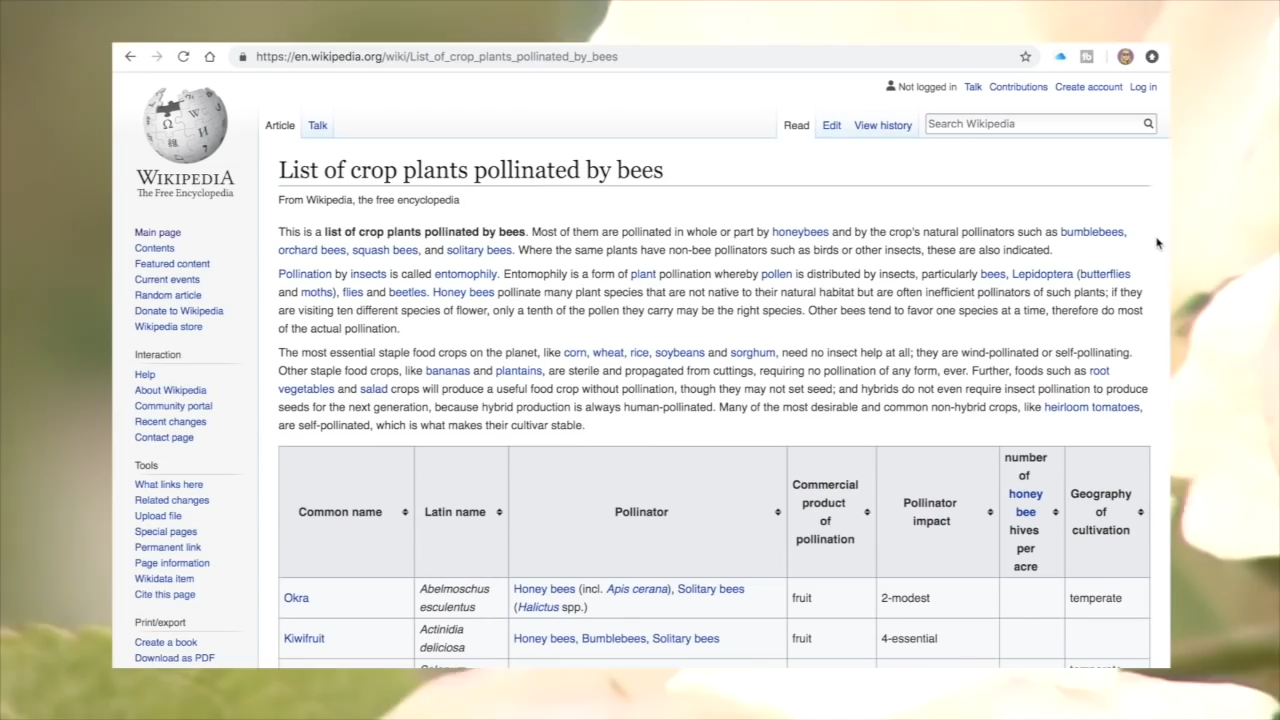 https://en.wikipedia.org/wiki/List_of_crop_plants_pollinated_by_bees
Not logged in Talk Contributions Create account Log in
Article Talk Read Edit View history Search Wikipedia
WIKIPEDIA
The Free Encyclopedia
Main page
Contents
Featured content
Current events
Random article
Donate to Wikipedia
Wikipedia store
Interaction
Help
About Wikipedia
Community portal
Recent changes
Contact page
Tools
What links here
Related changes
Upload file
Special pages
Permanent link
Page information
Wikidata item
Cite this page
Print/export
Create a book
Download as PDF
List of crop plants pollinated by bees
From Wikipedia, the free encyclopedia
This is a list of crop plants pollinated by bees. Most of them are pollinated in whole or part by honeybees and by the crop's natural pollinators such as bumblebees,
orchard bees, squash bees, and solitary bees. Where the same plants have non-bee pollinators such as birds or other insects, these are also indicated.
Pollination by insects is called entomophily. Entomophily is a form of plant pollination whereby pollen is distributed by insects, particularly bees, Lepidoptera (butterflies
and moths), flies and beetles. Honey bees pollinate many plant species that are not native to their natural habitat but are often inefficient pollinators of such plants; if they
are visiting ten different species of flower, only a tenth of the pollen they carry may be the right species. Other bees tend to favor one species at a time, therefore do most
of the actual pollination.
The most essential staple food crops on the planet, like corn, wheat, rice, soybeans and sorghum, need no insect help at all; they are wind-pollinated or self-pollinating.
Other staple food crops, like bananas and plantains, are sterile and propagated from cuttings, requiring no pollination of any form, ever. Further, foods such as root
vegetables and salad crops will produce a useful food crop without pollination, though they may not set seed; and hybrids do not even require insect pollination to produce
seeds for the next generation, because hybrid production is always human-pollinated. Many of the most desirable and common non-hybrid crops, like heirloom tomatoes,
are self-pollinated, which is what makes their cultivar stable.
Common name
Latin name
Pollinator
Commercial
product
of
pollination
Pollinator
impact
number
of
honey
bee
hives
per
acre
Geography
of
cultivation
Okra
Abelmoschus
esculentus
Honey bees (incl. Apis cerana), Solitary bees
(Halictus spp.)
fruit
2-modest
temperate
Kiwifruit
Actinidia
deliciosa
Honey bees, Bumblebees, Solitary bees
fruit
4-essential